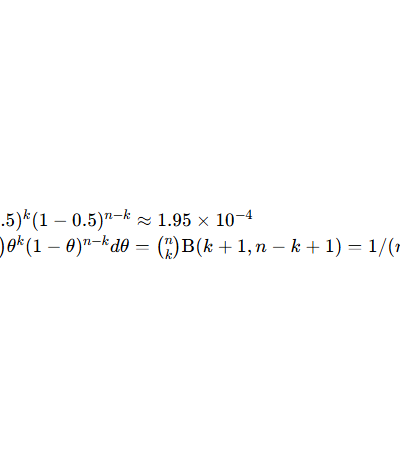 .5)^k(1 − 0.5)^{n−k} ≈ 1.95 × 10^{−4}
)θ^k(1 − θ)^{n−k}dθ = \binom{n}{k}B(k + 1, n − k + 1) = 1/(